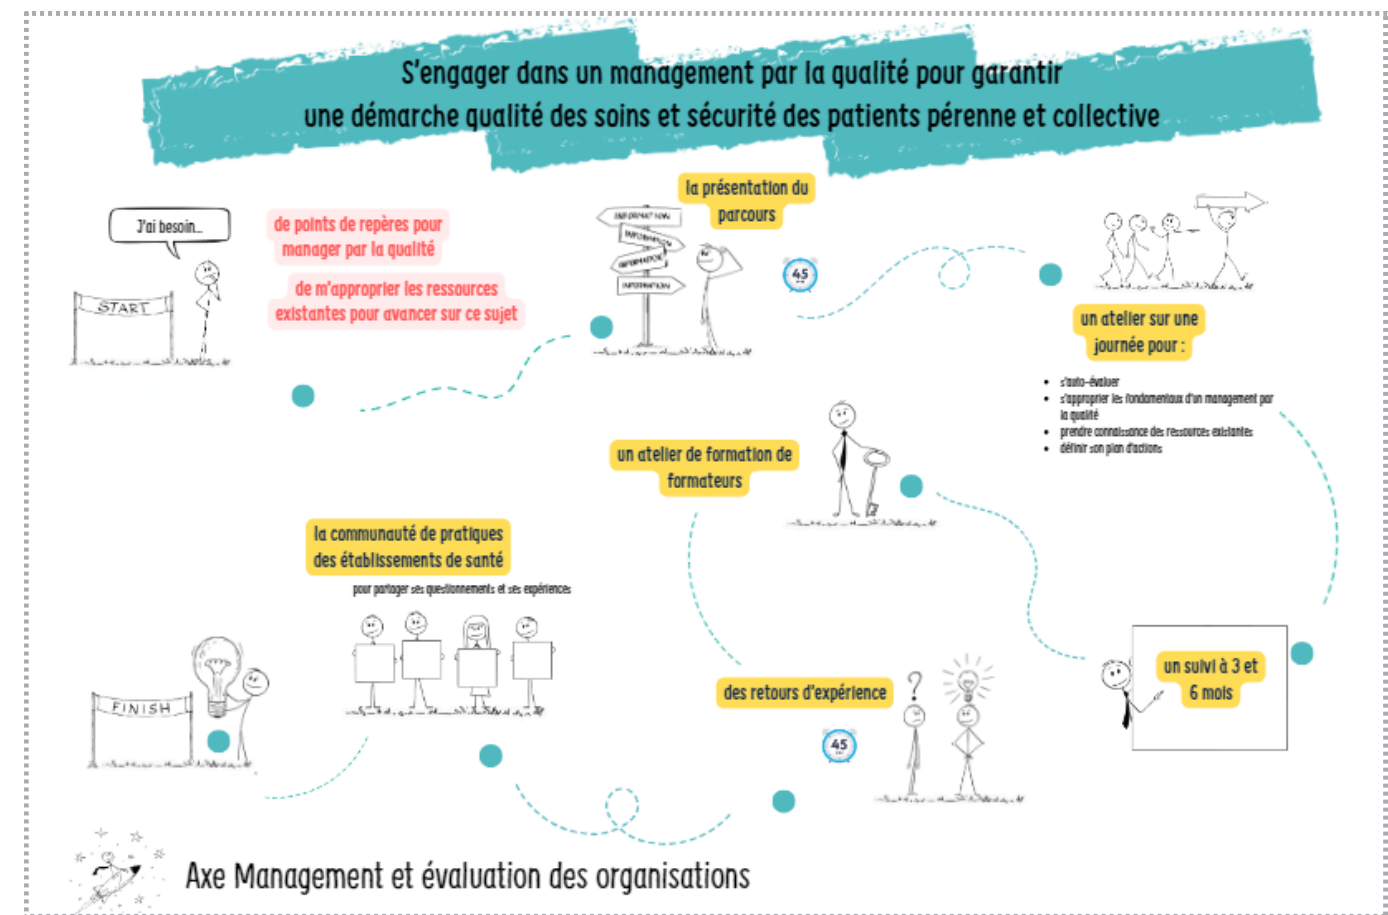 S'engager dans un management par la qualité pour garantir
une démarche qualité des soins et sécurité des patients pérenne et collective
J'ai besoin...
de points de repères pour
manager par la qualité
de m'approprier les ressources
existantes pour avancer sur ce sujet
START
la présentation du
parcours
INFORMATION
INFORMATION
INFORMATION
INFORMATION
45
un atelier sur une
journée pour :
• s'auto-évaluer
• s'approprier les fondamentaux d'un management par
la qualité
• prendre connaissance des ressources existantes
• définir son plan d'actions
un suivi à 3 et
6 mois
un atelier de formation de
formateurs
des retours d'expérience
?
45
la communauté de pratiques
des établissements de santé
pour partager ses questionnements et ses expériences
FINISH
Axe Management et évaluation des organisations